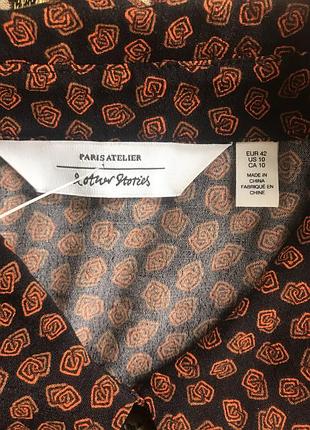 PARIS ATELIER
& other Stories
EUR 42
US 10
CA 10
MADE IN
CHINA
FABRIQUÉ EN
CHINE